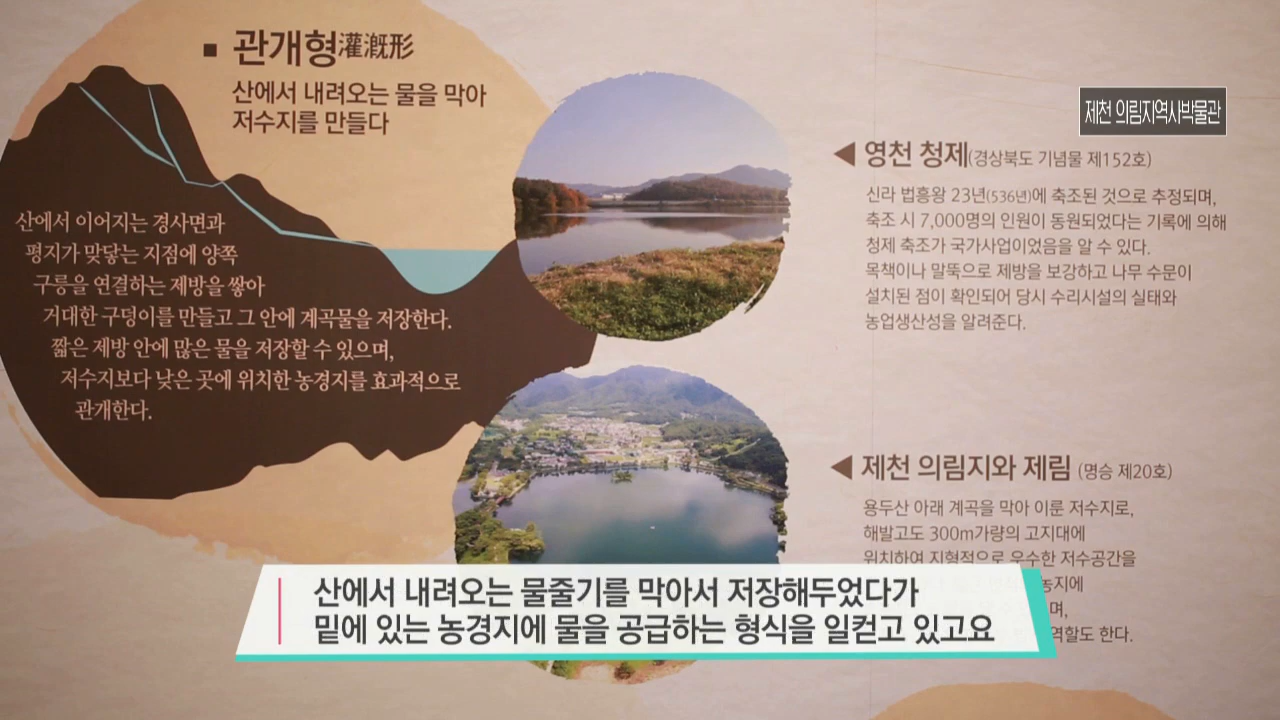 제천 의림지역사박물관
■ 관개형灌漑形
산에서 내려오는 물을 막아
저수지를 만들다
산에서 이어지는 경사면과
평지가 맞닿는 지점에 양쪽
구릉을 연결하는 제방을 쌓아
거대한 구덩이를 만들고 그 안에 계곡물을 저장한다.
짧은 제방 안에 많은 물을 저장할 수 있으며,
저수지보다 낮은 곳에 위치한 농경지를 효과적으로
관개한다.
◀ 영천 청제(경상북도 기념물 제152호)
신라 법흥왕 23년(536년)에 축조된 것으로 추정되며,
축조 시 7,000명의 인원이 동원되었다는 기록에 의해
청제 축조가 국가사업이었음을 알 수 있다.
목책이나 말뚝으로 제방을 보강하고 나무 수문이
설치된 점이 확인되어 당시 수리시설의 실태와
농업생산성을 알려준다.
◀ 제천 의림지와 제림 (명승 제20호)
용두산 아래 계곡을 막아 이룬 저수지로,
해발고도 300m가량의 고지대에
위치하여 지형적으로 우수한 저수공간을
농지에
며,
역할도 한다.
산에서 내려오는 물줄기를 막아서 저장해두었다가
밑에 있는 농경지에 물을 공급하는 형식을 일컫고 있고요